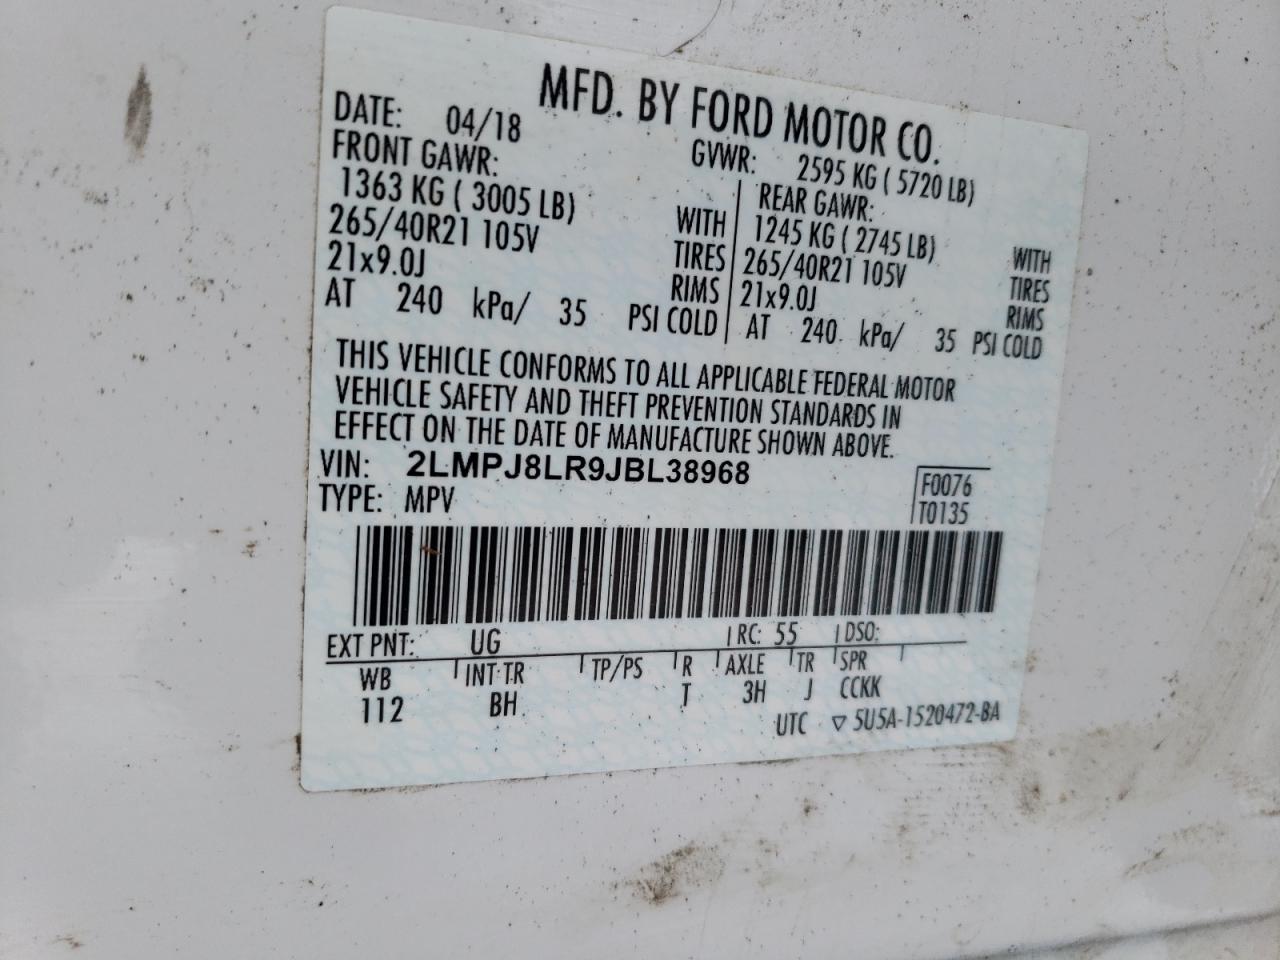 MFD. BY FORD MOTOR CO.
DATE: 04/18 GVWR: 2595 KG ( 5720 LB)
FRONT GAWR: REAR GAWR:
1363 KG ( 3005 LB) WITH 1245 KG ( 2745 LB) WITH
265/40R21 105V TIRES 265/40R21 105V TIRES
21x9.0J RIMS 21x9.0J RIMS
AT 240 kPa/ 35 PSI COLD AT 240 kPa/ 35 PSI COLD
THIS VEHICLE CONFORMS TO ALL APPLICABLE FEDERAL MOTOR
VEHICLE SAFETY AND THEFT PREVENTION STANDARDS IN
EFFECT ON THE DATE OF MANUFACTURE SHOWN ABOVE.
VIN: 2LMPJ8LR9JBL38968 F0076
TYPE: MPV T0135
EXT PNT: UG RC: 55 DSO:
WB INT TR TP/PS R AXLE TR SPR
112 BH T 3H J CCKK
UTC ▽ 5U5A-1520472-BA